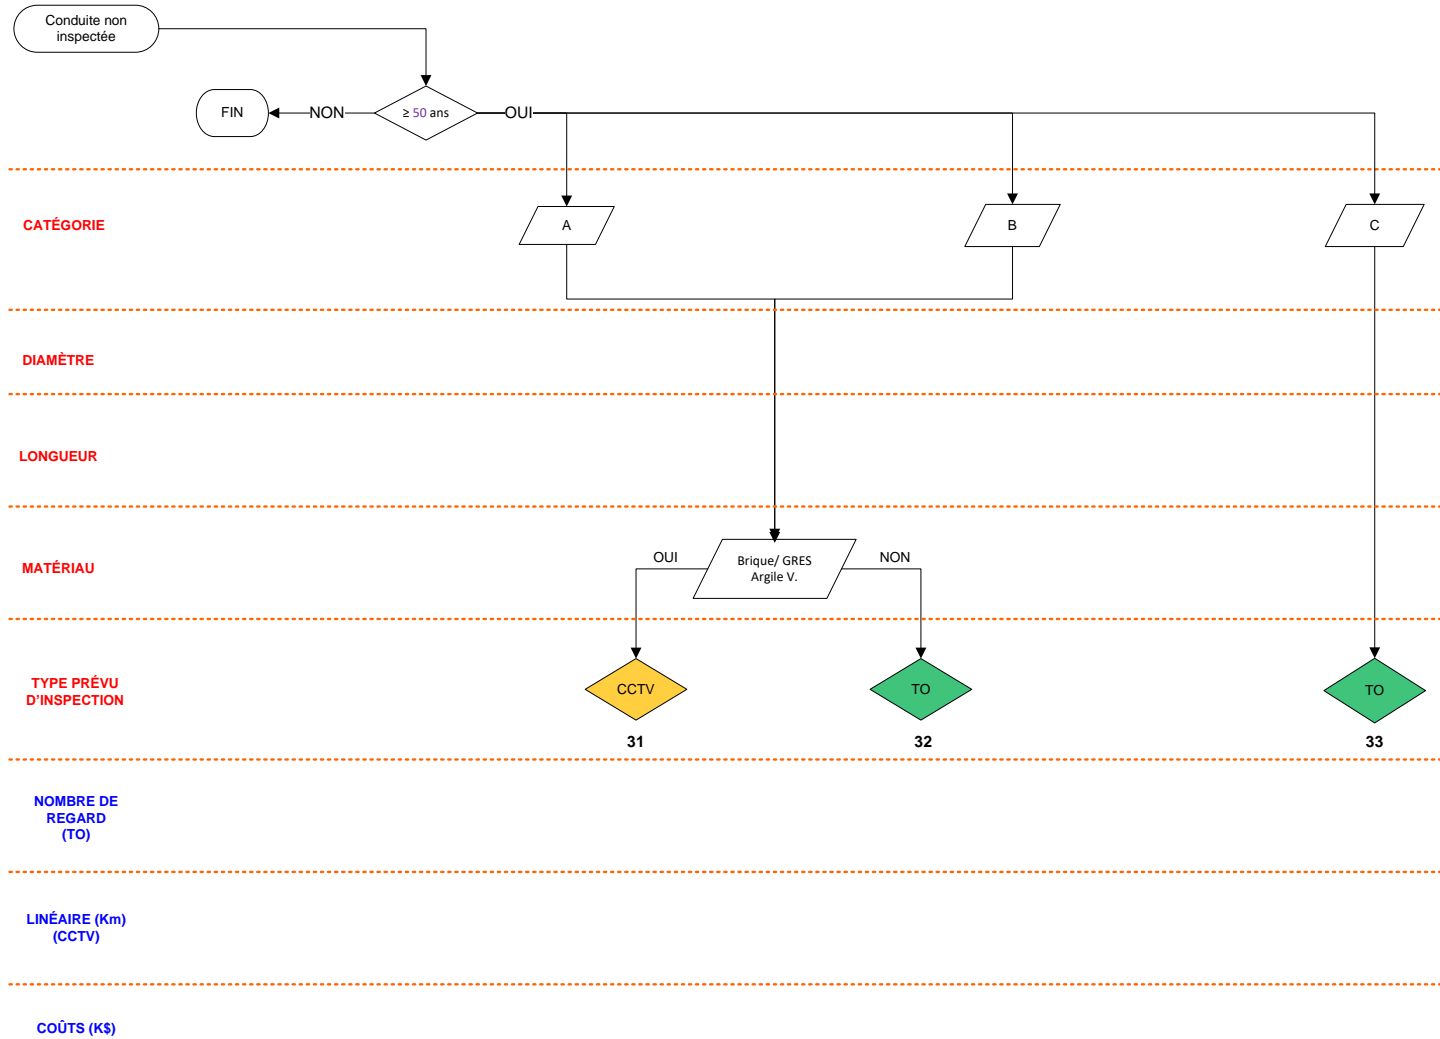 Conduite non
inspectée
FIN
NON
≥ 50 ans
OUI
CATÉGORIE
A
B
C
DIAMÈTRE
LONGUEUR
MATÉRIAU
OUI
Brique/ GRES
Argile V.
NON
TYPE PRÉVU
D'INSPECTION
CCTV
TO
TO
31
32
33
NOMBRE DE
REGARD
(TO)
LINÉAIRE (Km)
(CCTV)
COÛTS (K$)